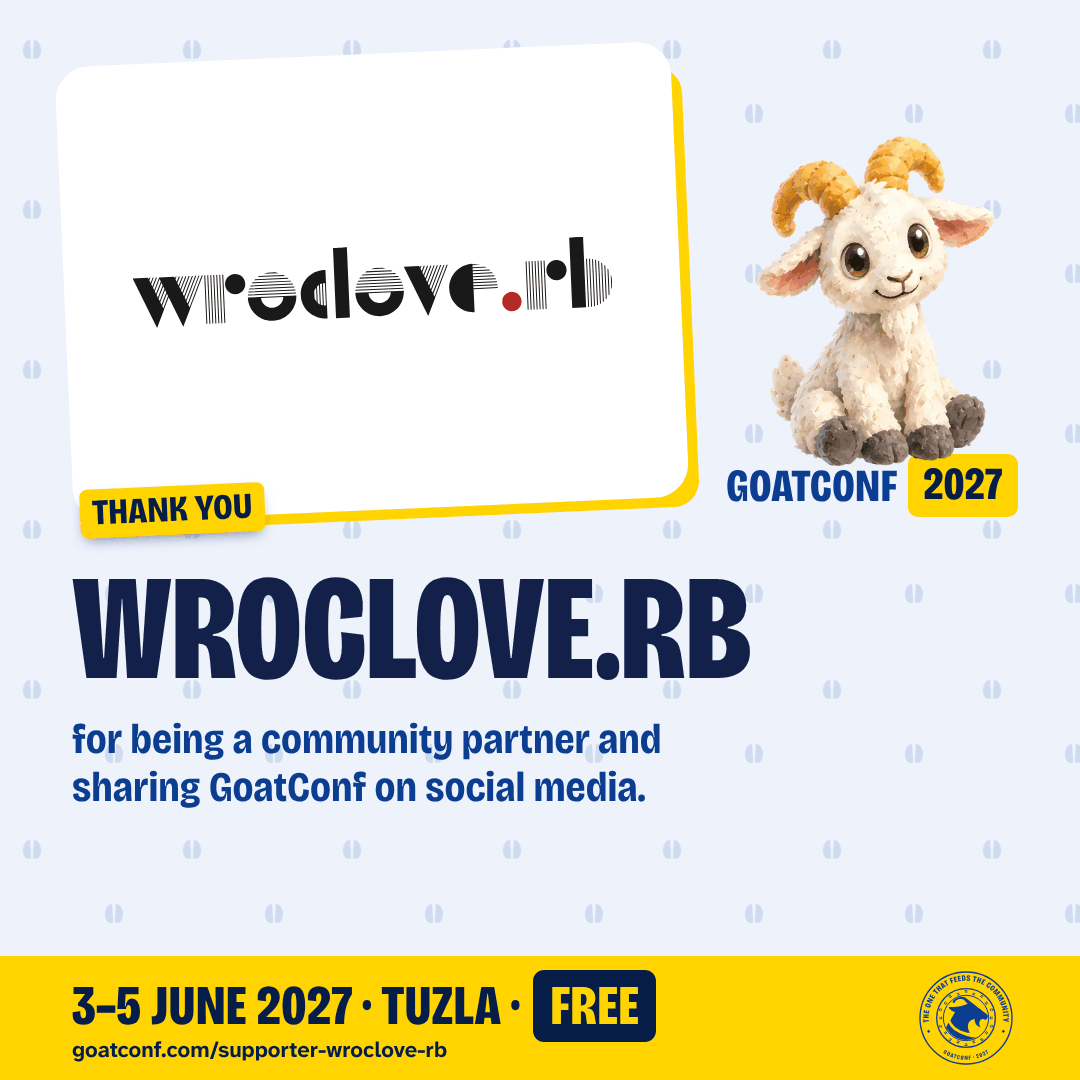 wroclove.rb
THANK YOU
GOATCONF 2027
WROCLOVE.RB
for being a community partner and
sharing GoatConf on social media.
3–5 JUNE 2027 · TUZLA · FREE
goatconf.com/supporter-wroclove-rb
THE ONE THAT FEEDS THE COMMUNITY
GOATCONF · 2027